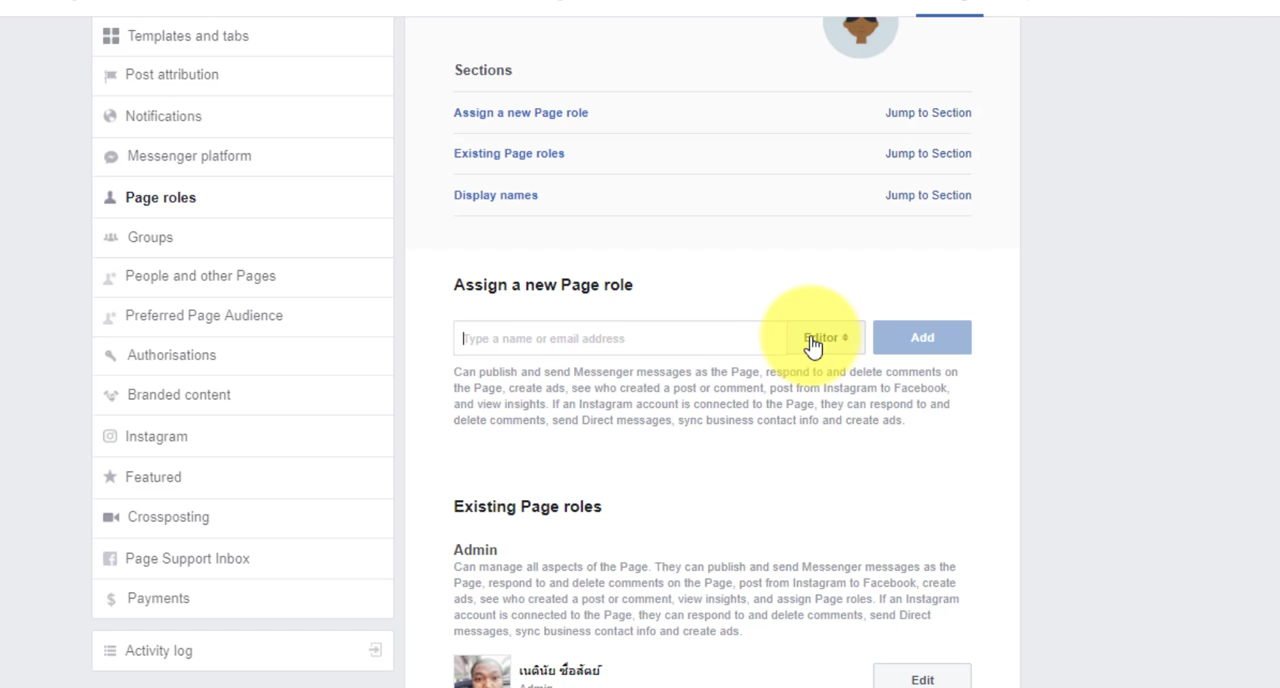 Templates and tabs
Post attribution
Notifications
Messenger platform
Page roles
Groups
People and other Pages
Preferred Page Audience
Authorisations
Branded content
Instagram
Featured
Crossposting
Page Support Inbox
Payments
Activity log
Sections
Assign a new Page role Jump to Section
Existing Page roles Jump to Section
Display names Jump to Section
Assign a new Page role
Type a name or email address Editor Add
Can publish and send Messenger messages as the Page, respond to and delete comments on
the Page, create ads, see who created a post or comment, post from Instagram to Facebook,
and view insights. If an Instagram account is connected to the Page, they can respond to and
delete comments, send Direct messages, sync business contact info and create ads.
Existing Page roles
Admin
Can manage all aspects of the Page. They can publish and send Messenger messages as the
Page, respond to and delete comments on the Page, post from Instagram to Facebook, create
ads, see who created a post or comment, view insights, and assign Page roles. If an Instagram
account is connected to the Page, they can respond to and delete comments, send Direct
messages, sync business contact info and create ads.
เนตินัย ซื่อสัตย์
Admin
Edit